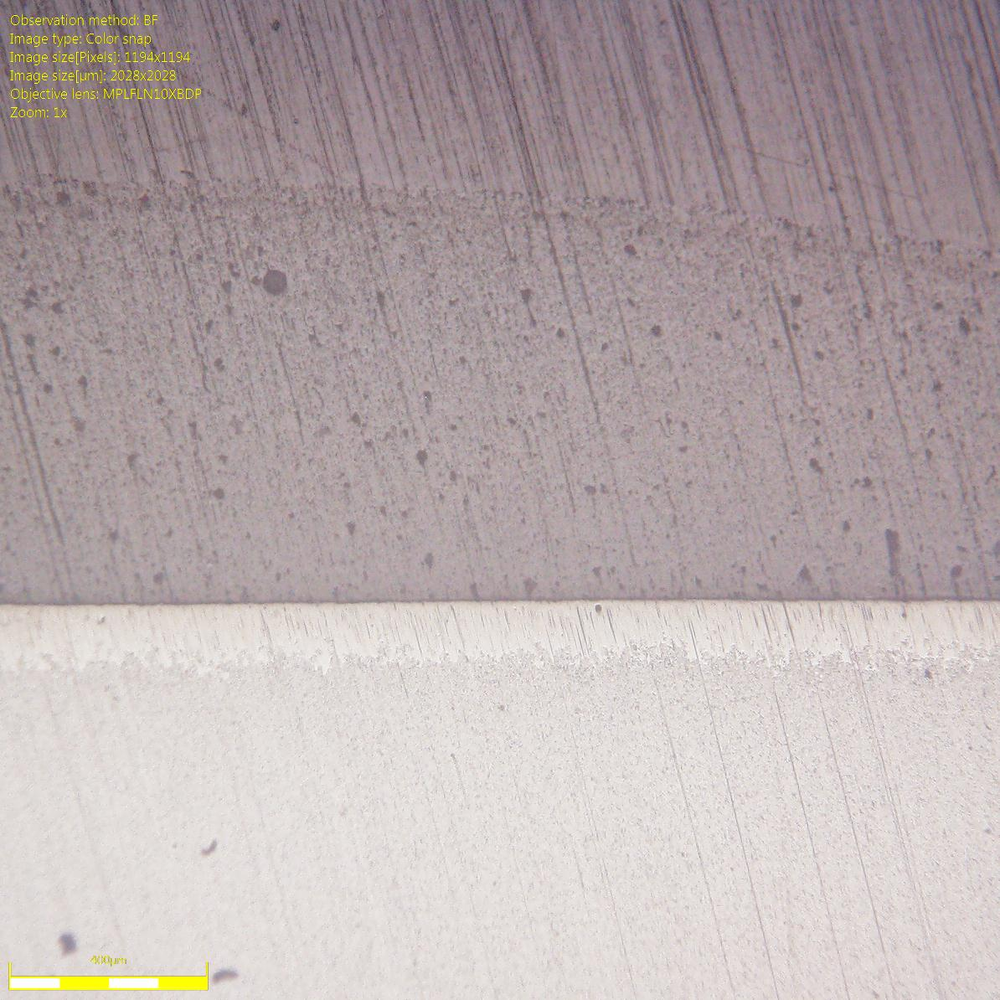 Observation method: BF
Image type: Color snap
Image size[Pixels]: 1194x1194
Image size[µm]: 2028x2028
Objective lens: MPLFLN10XBDP
Zoom: 1x
400µm